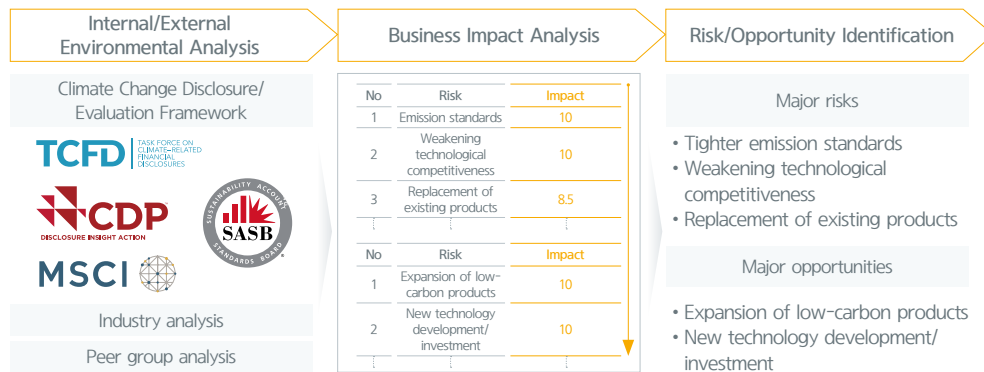 Internal/External
Environmental Analysis
Business Impact Analysis
Risk/Opportunity Identification
Climate Change Disclosure/
Evaluation Framework
TCFD
TASK FORCE ON
CLIMATE-RELATED
FINANCIAL
DISCLOSURES
CDP
DISCLOSURE INSIGHT ACTION
SUSTAINABILITY ACCOUNTING
SASB
STANDARDS BOARD
MSCI
Industry analysis
Peer group analysis
No Risk Impact
1 Emission standards 10
Weakening
2 technological 10
competitiveness
3 Replacement of 8.5
existing products
No Risk Impact
1 Expansion of low- 10
carbon products
2 New technology 10
development/
investment
Major risks
• Tighter emission standards
• Weakening technological
competitiveness
• Replacement of existing products
Major opportunities
• Expansion of low-carbon products
• New technology development/
investment